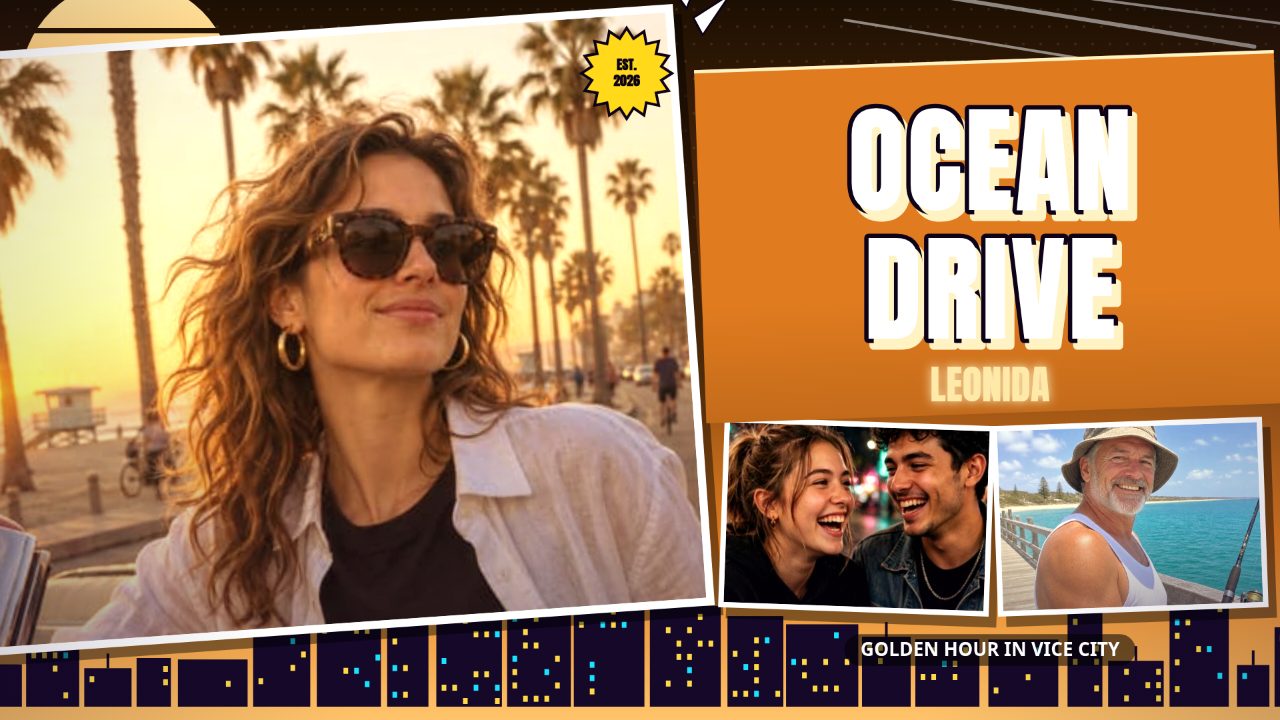 EST.
2026
OCEAN
DRIVE
LEONIDA
GOLDEN HOUR IN VICE CITY